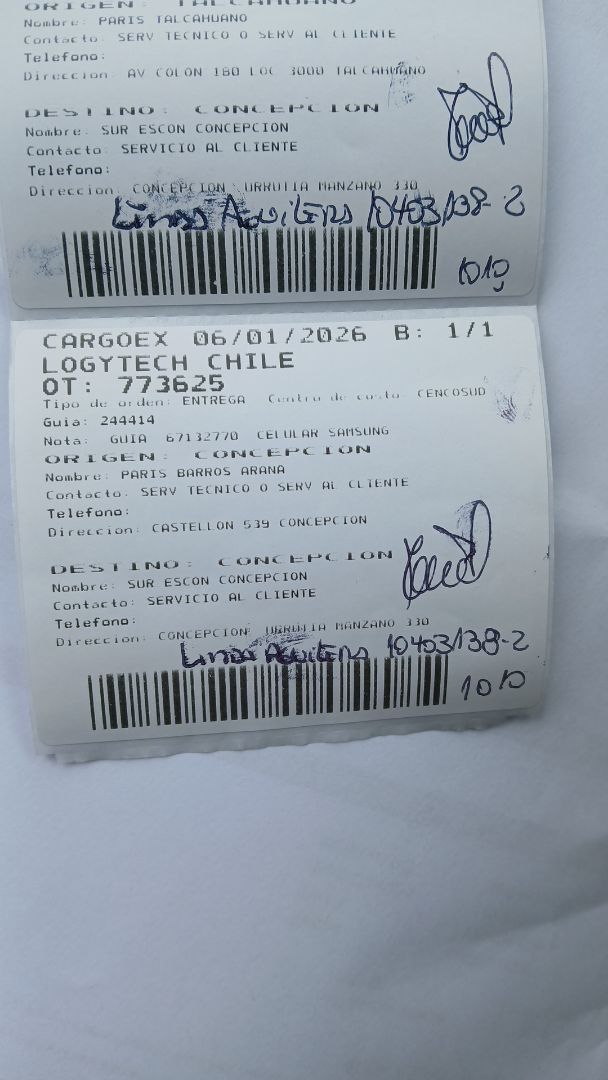 ORIGEN: TALCAHUANO
Nombre: PARIS TALCAHUANO
Contacto: SERV TECNICO O SERV AL CLIENTE
Telefono:
Direccion: AV COLON 180 LOC 3000 TALCAHUANO
DESTINO: CONCEPCION
Nombre: SUR ESCON CONCEPCION
Contacto: SERVICIO AL CLIENTE
Telefono:
Direccion: CONCEPCION URRUTIA MANZANO 330
Aguilera 10403138-2
1010
CARGOEX 06/01/2026 B: 1/1
LOGYTECH CHILE
OT: 773625
Tipo de orden: ENTREGA Centro de costo: CENCOSUD
Guia: 244414
Nota: GUIA 67132770 CELULAR SAMSUNG
ORIGEN: CONCEPCION
Nombre: PARIS BARROS ARANA
Contacto: SERV TECNICO O SERV AL CLIENTE
Telefono:
Direccion: CASTELLON 539 CONCEPCION
DESTINO: CONCEPCION
Nombre: SUR ESCON CONCEPCION
Contacto: SERVICIO AL CLIENTE
Telefono:
Direccion: CONCEPCION URRUTIA MANZANO 330
Aguilera 10403138-2
1010